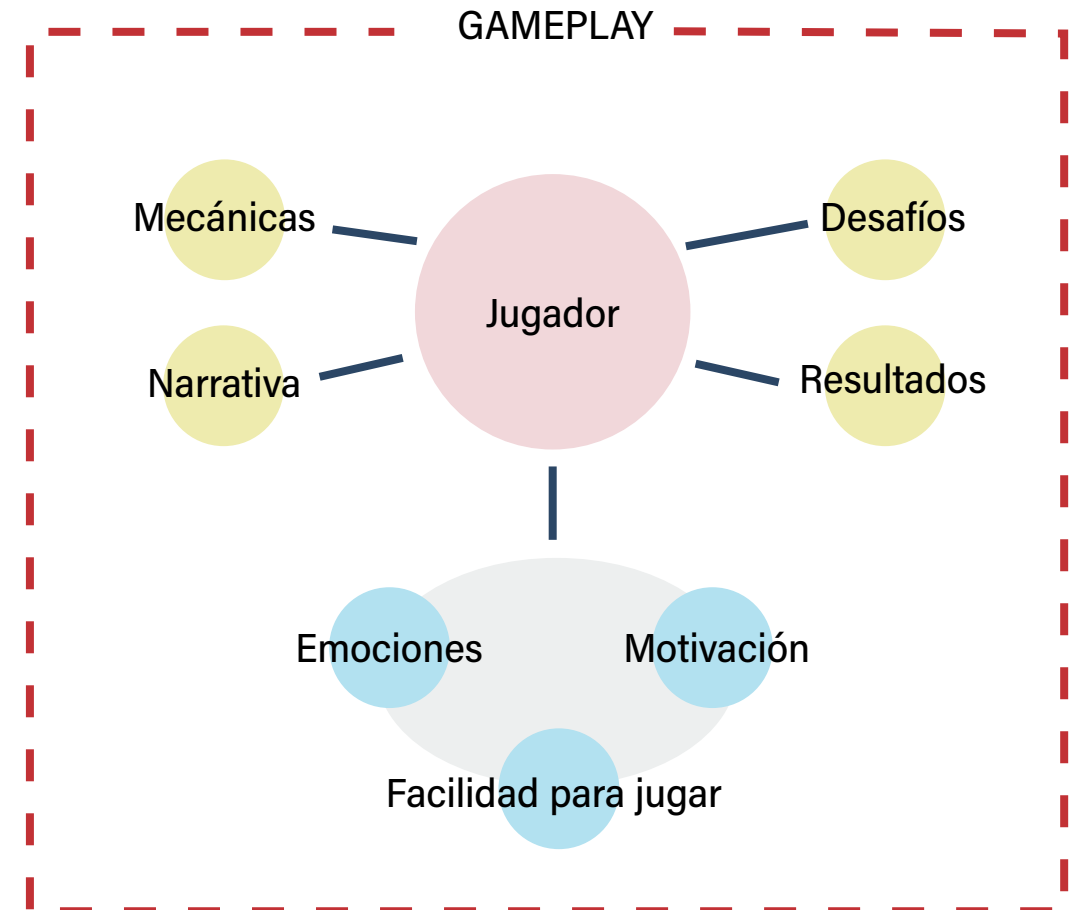 GAMEPLAY
Mecánicas
Desafíos
Jugador
Narrativa
Resultados
Emociones
Motivación
Facilidad para jugar